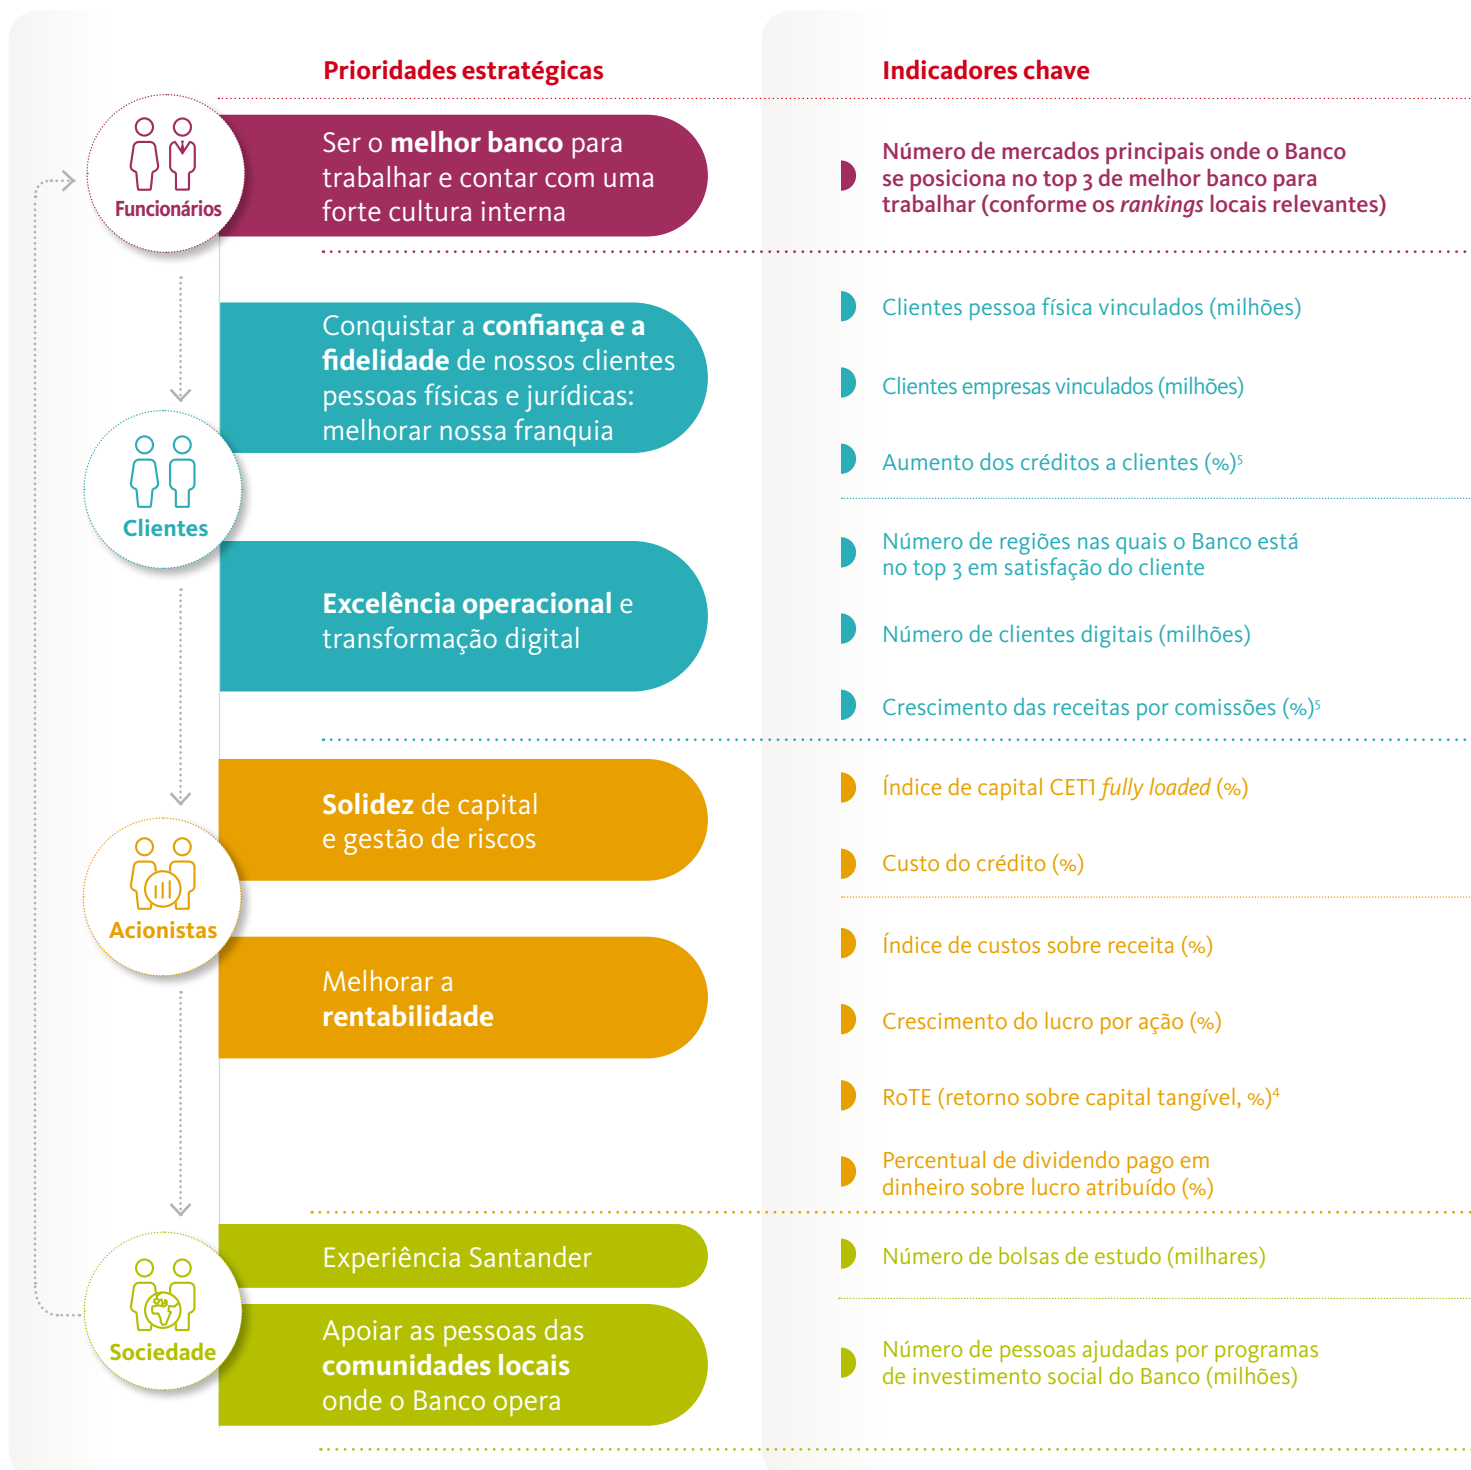 Prioridades estratégicas
Indicadores chave
Funcionários
Ser o melhor banco para
trabalhar e contar com uma
forte cultura interna
Número de mercados principais onde o Banco
se posiciona no top 3 de melhor banco para
trabalhar (conforme os rankings locais relevantes)
Clientes
Conquistar a confiança e a
fidelidade de nossos clientes
pessoas físicas e jurídicas:
melhorar nossa franquia
Clientes pessoa física vinculados (milhões)
Clientes empresas vinculados (milhões)
Aumento dos créditos a clientes (%)⁵
Excelência operacional e
transformação digital
Número de regiões nas quais o Banco está
no top 3 em satisfação do cliente
Número de clientes digitais (milhões)
Crescimento das receitas por comissões (%)⁵
Acionistas
Solidez de capital
e gestão de riscos
Índice de capital CET1 fully loaded (%)
Custo do crédito (%)
Melhorar a
rentabilidade
Índice de custos sobre receita (%)
Crescimento do lucro por ação (%)
RoTE (retorno sobre capital tangível, %)⁴
Percentual de dividendo pago em
dinheiro sobre lucro atribuído (%)
Sociedade
Experiência Santander
Número de bolsas de estudo (milhares)
Apoiar as pessoas das
comunidades locais
onde o Banco opera
Número de pessoas ajudadas por programas
de investimento social do Banco (milhões)